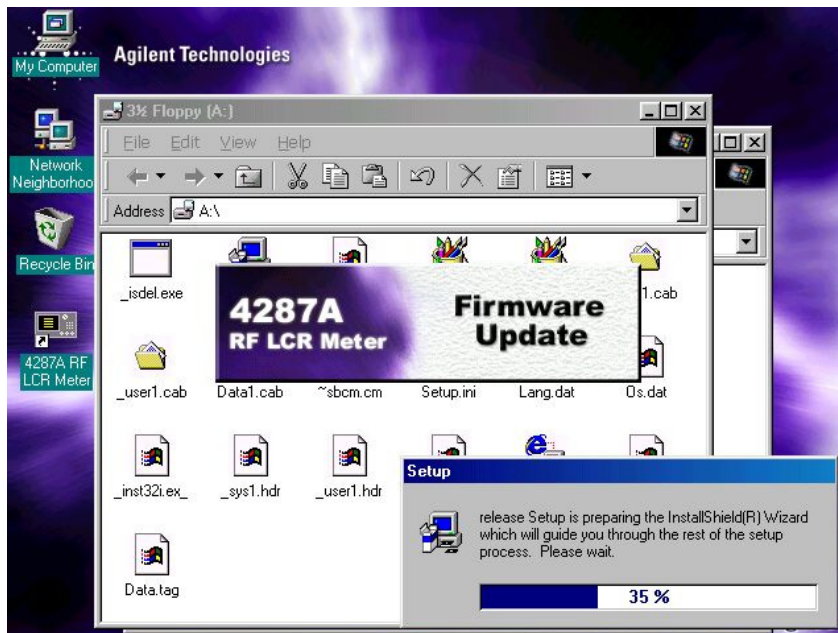 My Computer
Agilent Technologies
3½ Floppy (A:)
File Edit View Help
Network
Neighborhoo
Address A:\
Recycle Bin
_isdel.exe
1.cab
4287A
RF LCR Meter
Firmware
Update
4287A RF
LCR Meter
_user1.cab Data1.cab ~sbcm.cm Setup.ini Lang.dat Os.dat
_inst32i.ex_ _sys1.hdr _user1.hdr
Setup
release Setup is preparing the InstallShield(R) Wizard
which will guide you through the rest of the setup
process. Please wait.
35 %
Data.tag